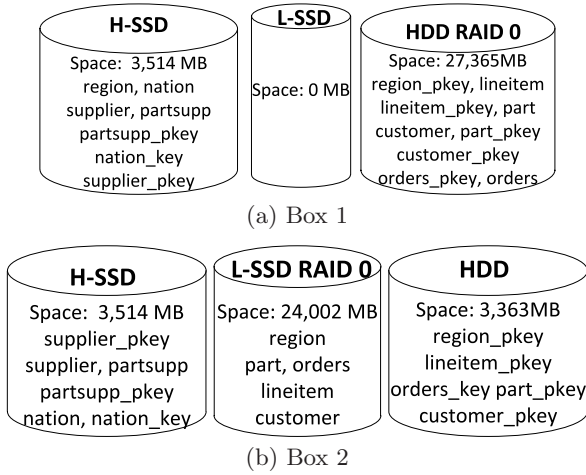 H-SSD
Space: 3,514 MB
region, nation
supplier, partsupp
partsupp_pkey
nation_key
supplier_pkey
L-SSD
Space: 0 MB
HDD RAID 0
Space: 27,365MB
region_pkey, lineitem
lineitem_pkey, part
customer, part_pkey
customer_pkey
orders_pkey, orders
(a) Box 1
H-SSD
Space: 3,514 MB
supplier_pkey
supplier, partsupp
partsupp_pkey
nation, nation_key
L-SSD RAID 0
Space: 24,002 MB
region
part, orders
lineitem
customer
HDD
Space: 3,363MB
region_pkey
lineitem_pkey
orders_key part_pkey
customer_pkey
(b) Box 2